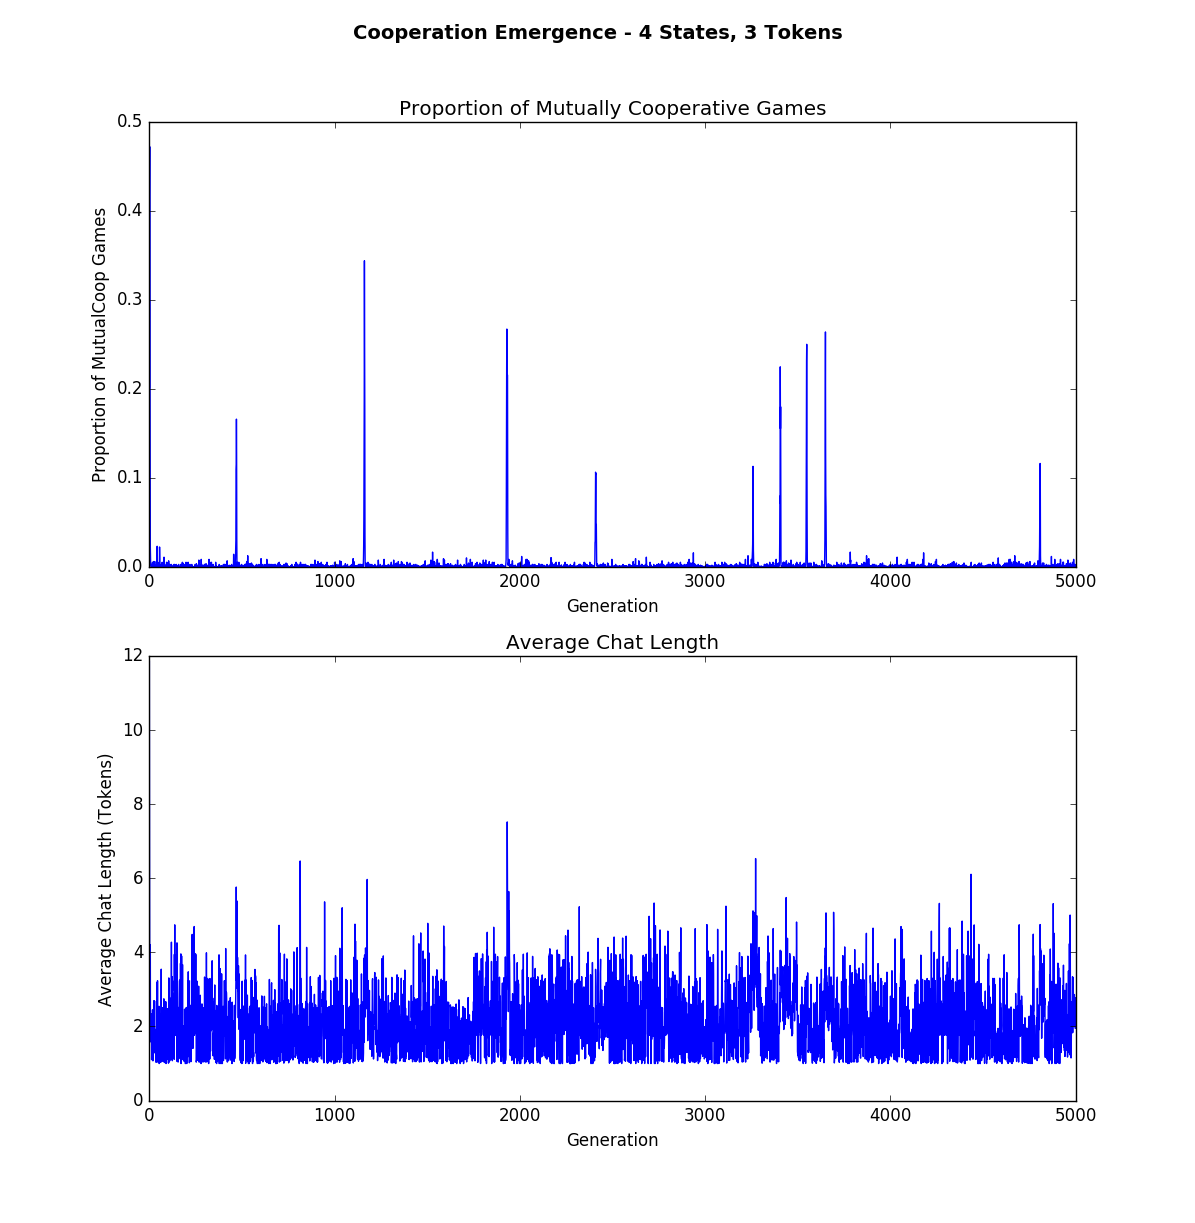 Cooperation Emergence - 4 States, 3 Tokens
Proportion of Mutually Cooperative Games
0.5
0.4
0.3
0.2
0.1
0.0
Proportion of MutualCoop Games
0 1000 2000 3000 4000 5000
Generation
Average Chat Length
12
10
8
6
4
2
0
Average Chat Length (Tokens)
0 1000 2000 3000 4000 5000
Generation